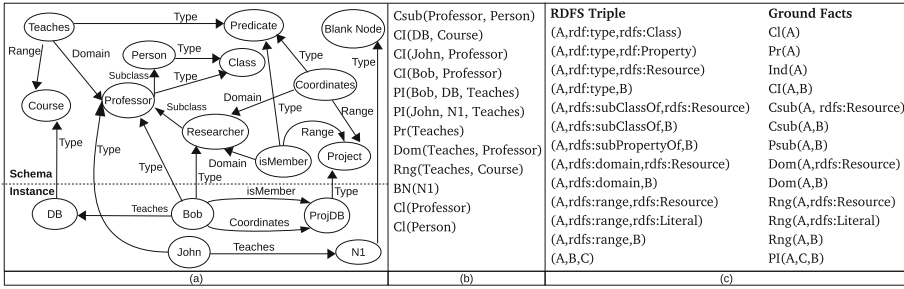 Teaches
Type
Predicate
Blank Node
Range
Domain
Person
Type
Class
Type
Type
Subclass
Type
Coordinates
Course
Professor
Subclass
Domain
Type
Range
Researcher
Range
Type
Type
Type
Domain
isMember
Project
Schema
Type
Type
Instance
isMember
DB
Teaches
Bob
Coordinates
ProjDB
John
Teaches
N1
(a)
Csub(Professor, Person)
CI(DB, Course)
CI(John, Professor)
CI(Bob, Professor)
PI(Bob, DB, Teaches)
PI(John, N1, Teaches)
Pr(Teaches)
Dom(Teaches, Professor)
Rng(Teaches, Course)
BN(N1)
Cl(Professor)
Cl(Person)
(b)
RDFS Triple Ground Facts
(A,rdf:type,rdfs:Class) Cl(A)
(A,rdf:type,rdf:Property) Pr(A)
(A,rdf:type,rdfs:Resource) Ind(A)
(A,rdf:type,B) CI(A,B)
(A,rdfs:subClassOf,rdfs:Resource) Csub(A, rdfs:Resource)
(A,rdfs:subClassOf,B) Csub(A,B)
(A,rdfs:subPropertyOf,B) Psub(A,B)
(A,rdfs:domain,rdfs:Resource) Dom(A,rdfs:Resource)
(A,rdfs:domain,B) Dom(A,B)
(A,rdfs:range,rdfs:Resource) Rng(A,rdfs:Resource)
(A,rdfs:range,rdfs:Literal) Rng(A,rdfs:Literal)
(A,rdfs:range,B) Rng(A,B)
(A,B,C) PI(A,C,B)
(c)